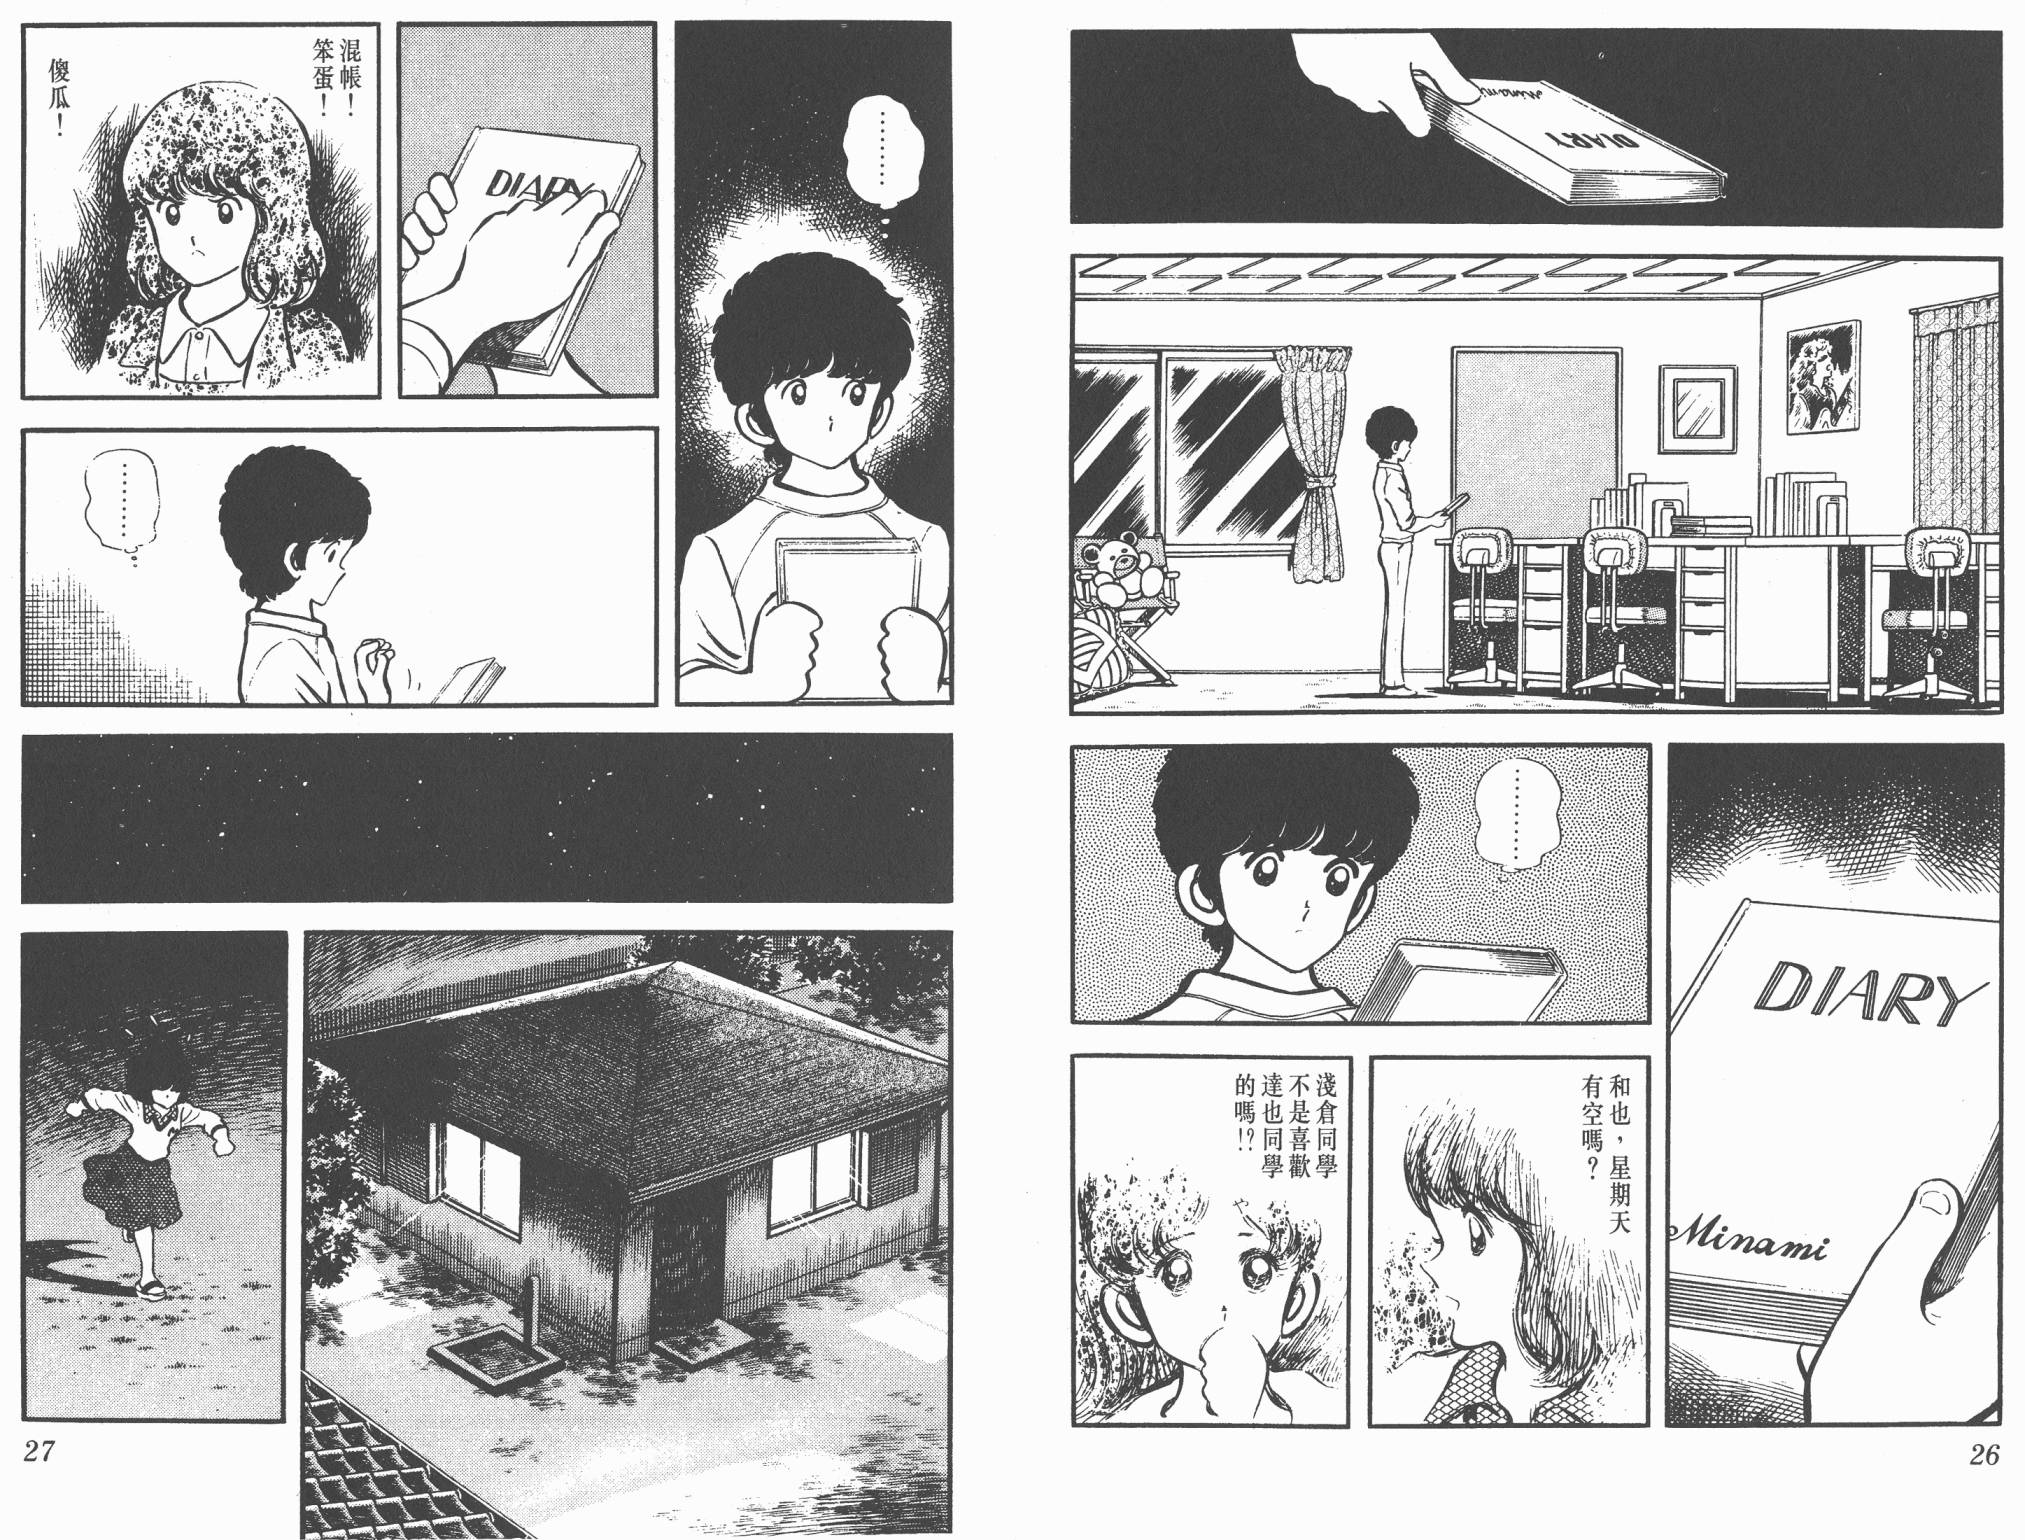 Minami
DIARY
DIARY
Minami
………
和也，星期天
有空嗎？
淺倉同學
不是喜歡
達也同學
的嗎!?
26
………
DIARY
混帳！
笨蛋！
傻瓜！
………
27